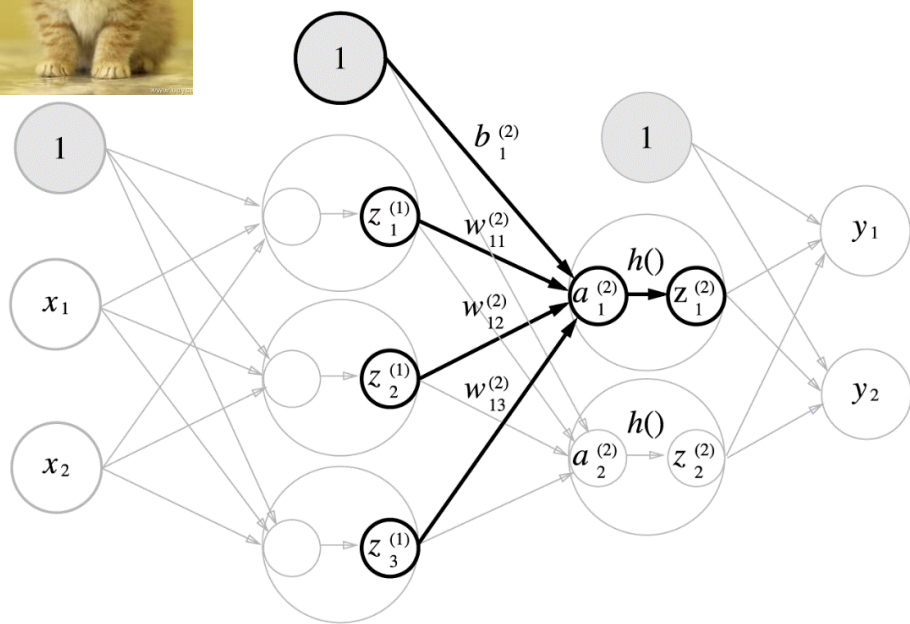 1
1
1
b₁⁽²⁾
z₁⁽¹⁾
w₁₁⁽²⁾
h()
y₁
x₁
a₁⁽²⁾
z₁⁽²⁾
w₁₂⁽²⁾
z₂⁽¹⁾
w₁₃⁽²⁾
y₂
h()
x₂
a₂⁽²⁾
z₂⁽²⁾
z₃⁽¹⁾